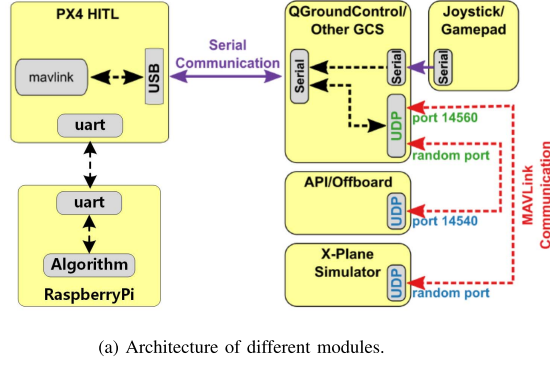 PX4 HITL
mavlink
USB
uart
uart
Algorithm
RaspberryPi
Serial
Communication
QGroundControl/
Other GCS
Serial
Serial
UDP
Joystick/
Gamepad
Serial
port 14560
random port
API/Offboard
UDP
port 14540
X-Plane
Simulator
UDP
random port
MAVLink
Communication
(a) Architecture of different modules.